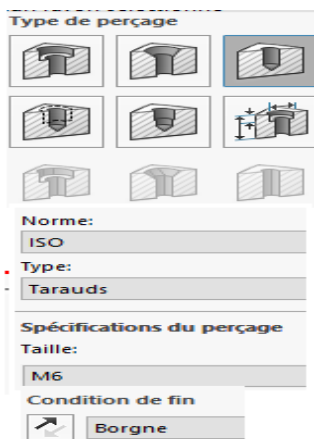 Type de perçage
Norme:
ISO
Type:
Tarauds
Spécifications du perçage
Taille:
M6
Condition de fin
Borgne